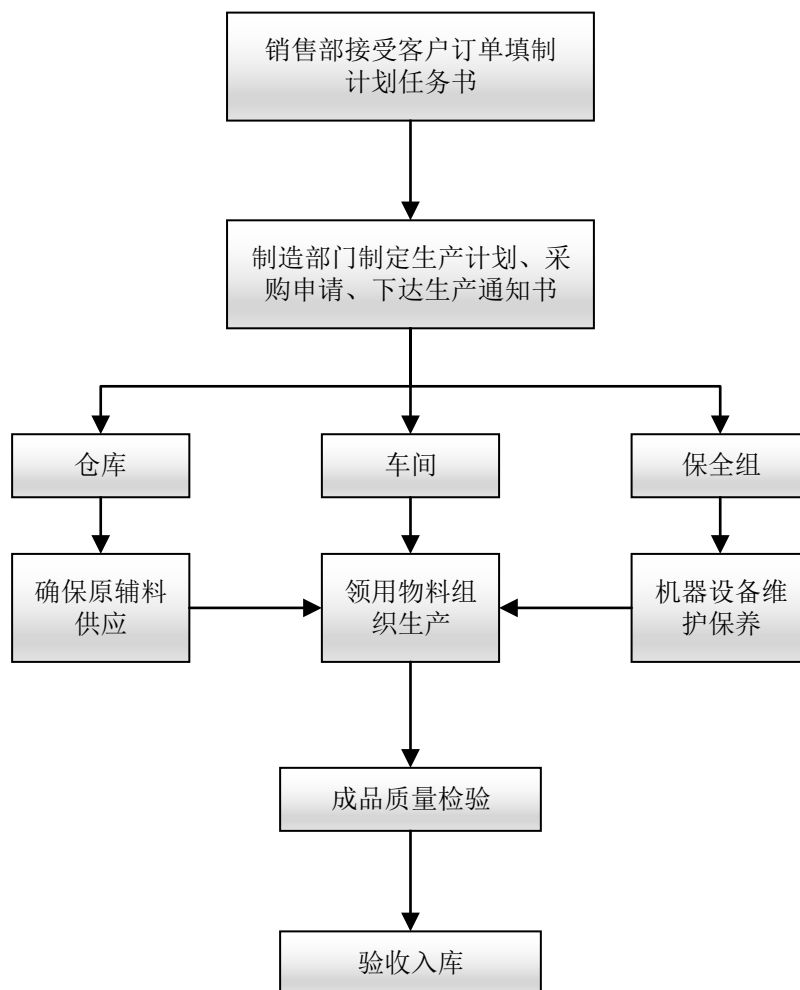 销售部接受客户订单填制
计划任务书
制造部门制定生产计划、采
购申请、下达生产通知书
仓库
车间
保全组
确保原辅料
供应
领用物料组
织生产
机器设备维
护保养
成品质量检验
验收入库